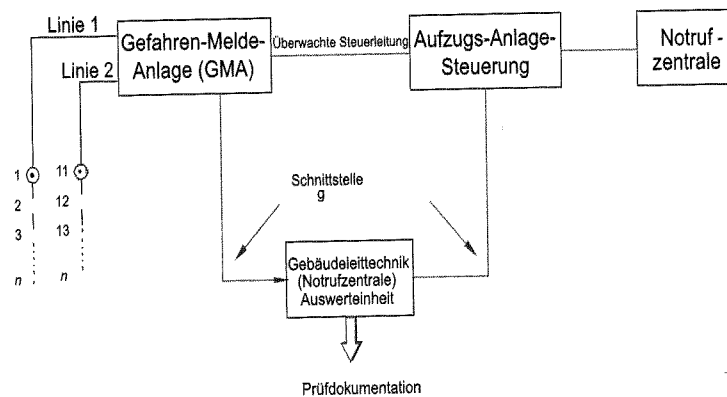 Linie 1
Linie 2
Gefahren-Melde-
Anlage (GMA)
Überwachte Steuerleitung
Aufzugs-Anlage-
Steuerung
Notruf -
zentrale
1
2
3
n
11
12
13
n
Schnittstelle
g
Gebäudeleittechnik
(Notrufzentrale)
Auswerteinheit
Prüfdokumentation